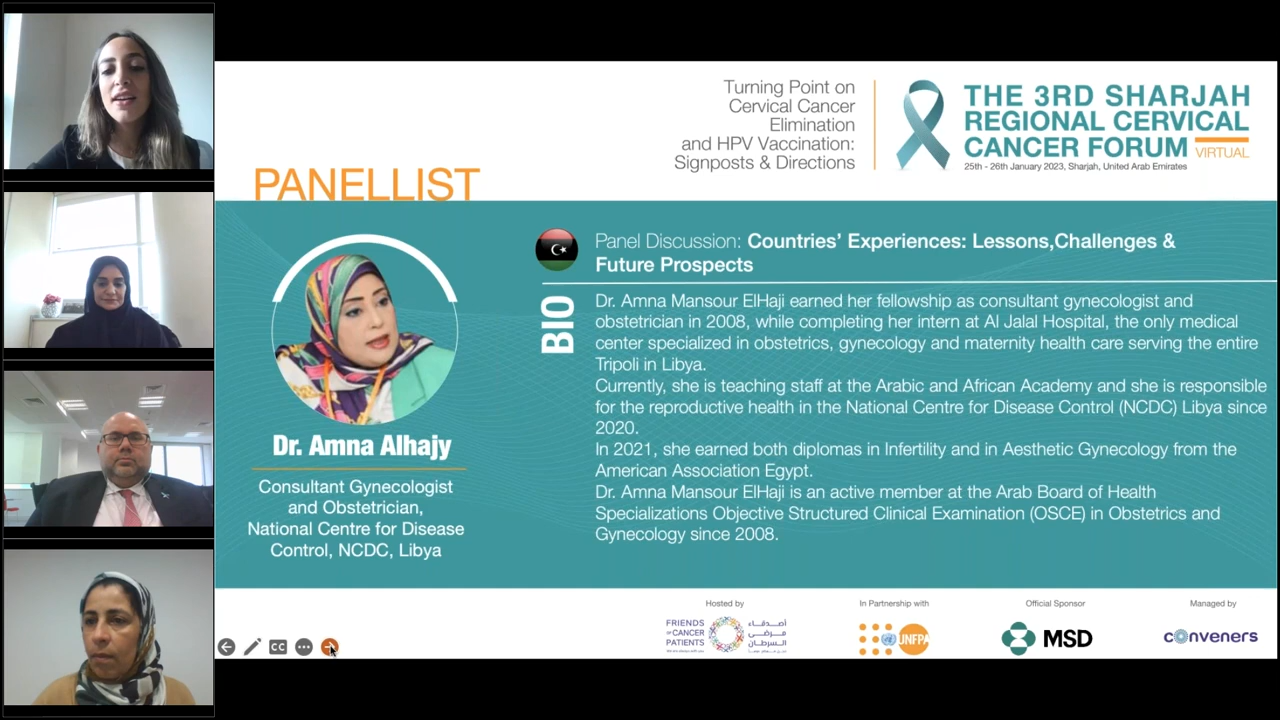 Turning Point on
Cervical Cancer
Elimination
and HPV Vaccination:
Signposts & Directions
THE 3RD SHARJAH
REGIONAL CERVICAL
CANCER FORUM VIRTUAL
25th - 26th January 2023, Sharjah, United Arab Emirates
PANELLIST
Dr. Amna Alhajy
Consultant Gynecologist
and Obstetrician,
National Centre for Disease
Control, NCDC, Libya
Panel Discussion: Countries' Experiences: Lessons,Challenges &
Future Prospects
BIO
Dr. Amna Mansour ElHaji earned her fellowship as consultant gynecologist and
obstetrician in 2008, while completing her intern at Al Jalal Hospital, the only medical
center specialized in obstetrics, gynecology and maternity health care serving the entire
Tripoli in Libya.
Currently, she is teaching staff at the Arabic and African Academy and she is responsible
for the reproductive health in the National Centre for Disease Control (NCDC) Libya since
2020.
In 2021, she earned both diplomas in Infertility and in Aesthetic Gynecology from the
American Association Egypt.
Dr. Amna Mansour ElHaji is an active member at the Arab Board of Health
Specializations Objective Structured Clinical Examination (OSCE) in Obstetrics and
Gynecology since 2008.
Hosted by
FRIENDS
OF CANCER
PATIENTS
أصدقاء
مرضى
السرطان
In Partnership with
UNFPA
Official Sponsor
MSD
Managed by
conveners
CC